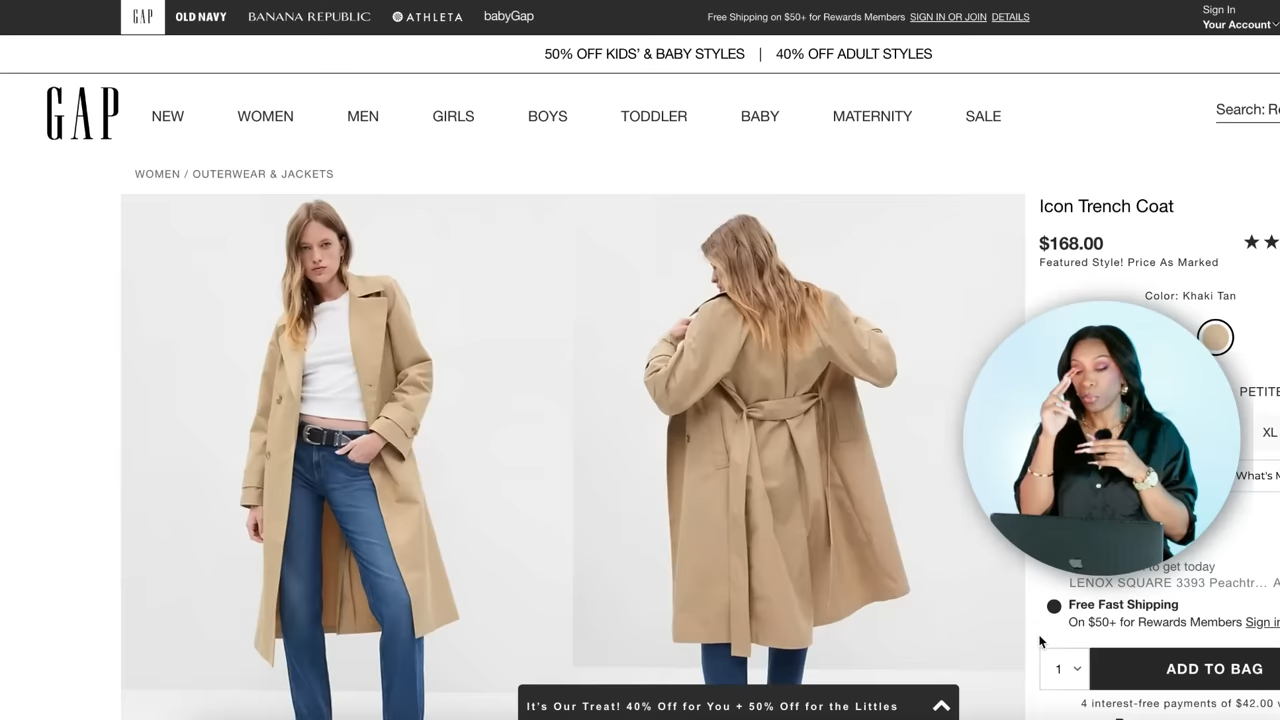 GAP OLD NAVY BANANA REPUBLIC ATHLETA babyGap
Free Shipping on $50+ for Rewards Members SIGN IN OR JOIN DETAILS
Sign In
Your Account
50% OFF KIDS' & BABY STYLES | 40% OFF ADULT STYLES
GAP
NEW WOMEN MEN GIRLS BOYS TODDLER BABY MATERNITY SALE
Search:
WOMEN / OUTERWEAR & JACKETS
Icon Trench Coat
$168.00
Featured Style! Price As Marked
Color: Khaki Tan
PETITE
XL
What's
to get today
LENOX SQUARE 3393 Peachtr...
Free Fast Shipping
On $50+ for Rewards Members Sign in
1 ADD TO BAG
4 interest-free payments of $42.00
It's Our Treat! 40% Off for You + 50% Off for the Littles